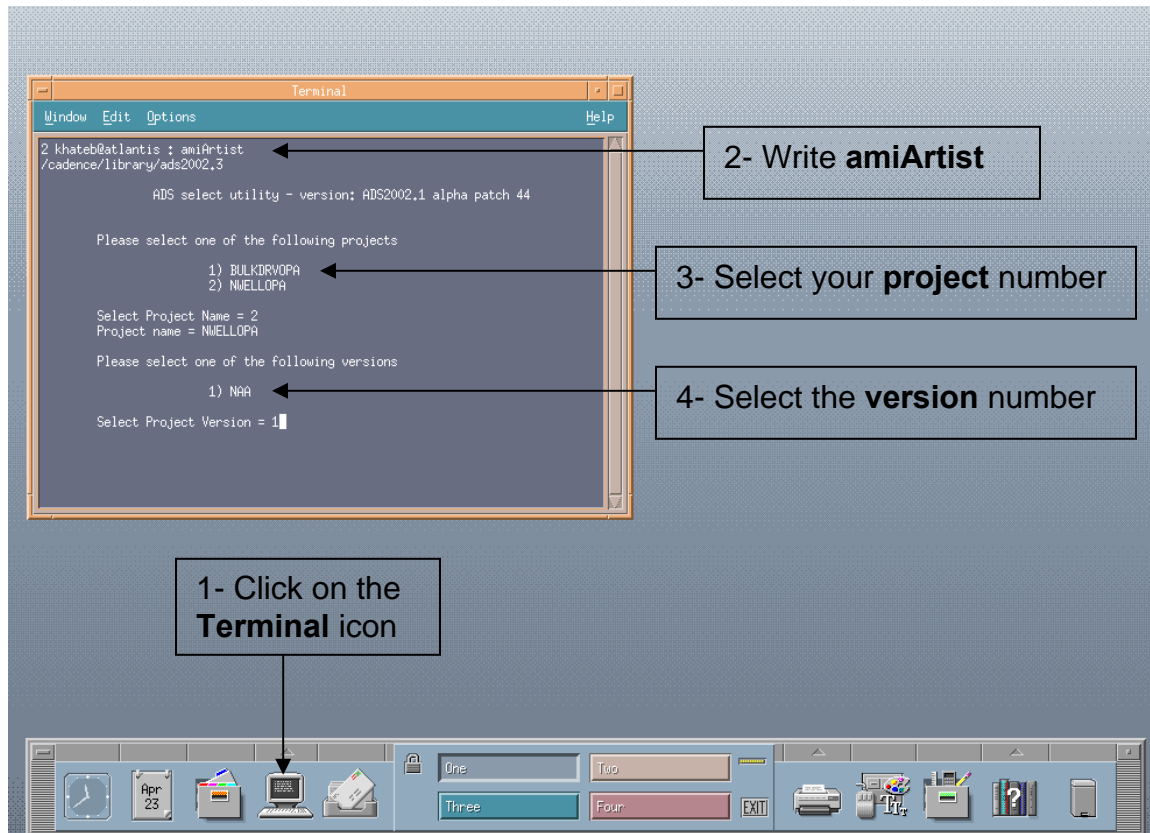 Terminal
Window Edit Options Help
2 khateb@atlantis : amiArtist
/cadence/library/ads2002.3
ADS select utility - version: ADS2002.1 alpha patch 44
Please select one of the following projects
1) BULKDRVOPA
2) NWELLOPA
Select Project Name = 2
Project name = NWELLOPA
Please select one of the following versions
1) NAA
Select Project Version = 1
2- Write amiArtist
3- Select your project number
4- Select the version number
1- Click on the
Terminal icon
Apr
23
One
Two
Three
Four
EXIT
?